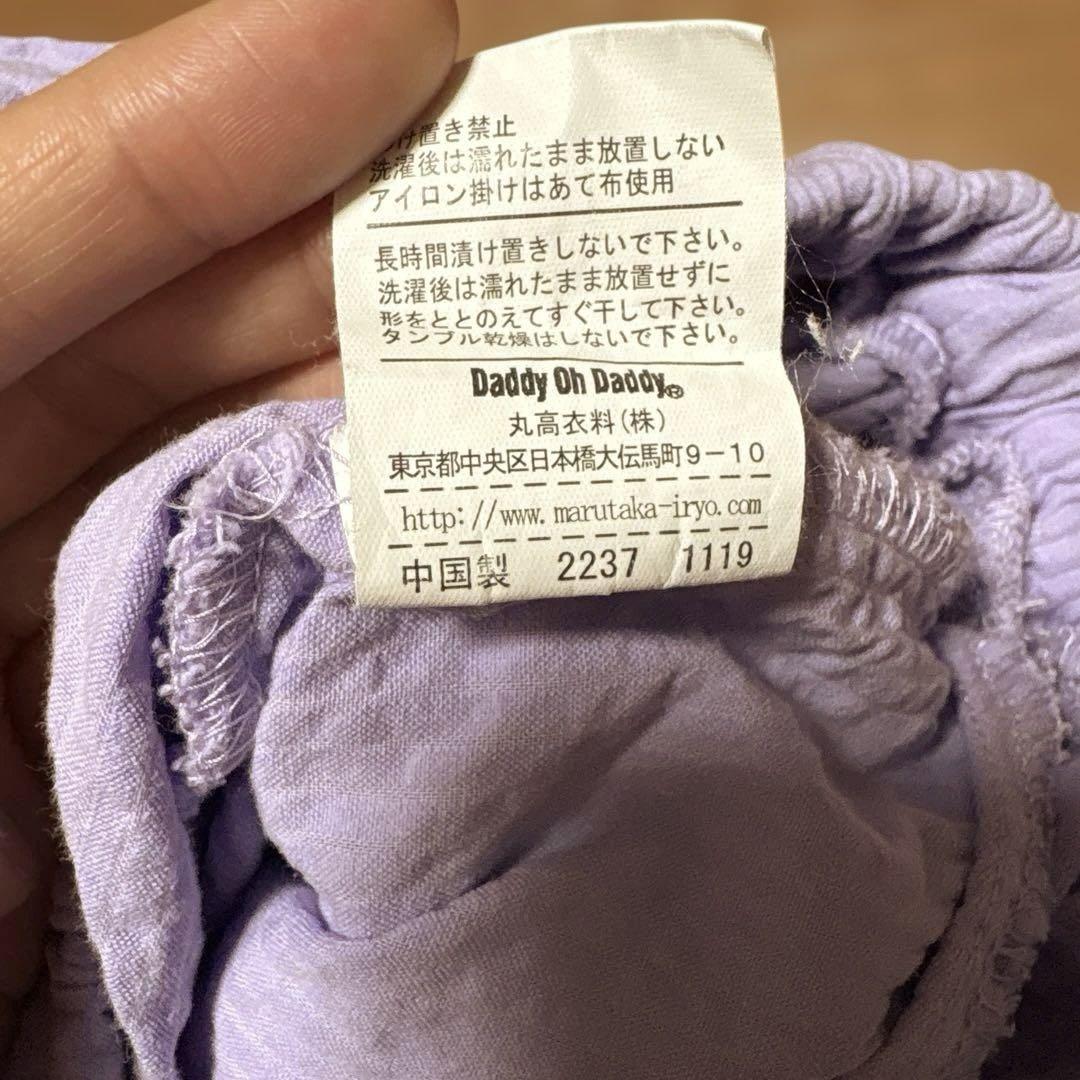 け置き禁止
洗濯後は濡れたまま放置しない
アイロン掛けはあて布使用
長時間漬け置きしないで下さい。
洗濯後は濡れたまま放置せずに
形をととのえてすぐ干して下さい。
タンブル乾燥はしないで下さい。
Daddy Oh Daddy®
丸高衣料(株)
東京都中央区日本橋大伝馬町9-10
http://www.marutaka-iryo.com
中国製 2237 1119